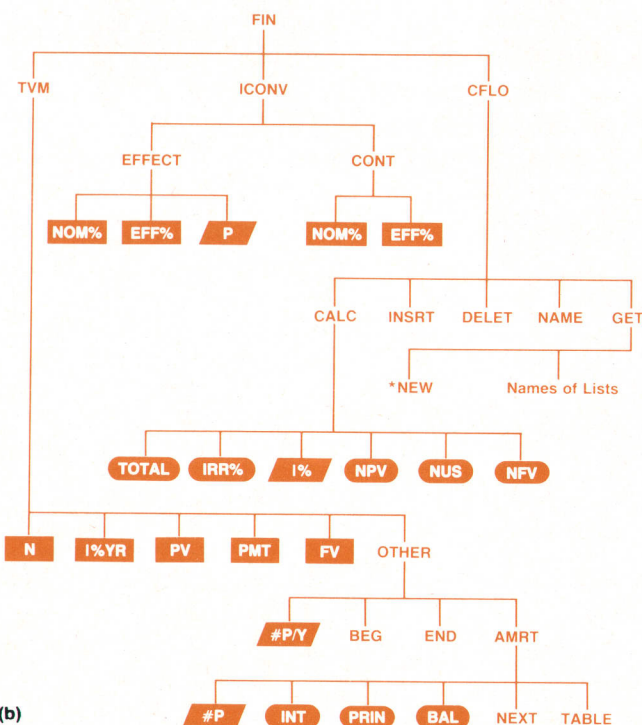 FIN
TVM ICONV CFLO
EFFECT CONT
NOM% EFF% P NOM% EFF%
CALC INSRT DELET NAME GET
*NEW Names of Lists
TOTAL IRR% I% NPV NUS NFV
N I%YR PV PMT FV OTHER
#P/Y BEG END AMRT
(b) #P INT PRIN BAL NEXT TABLE